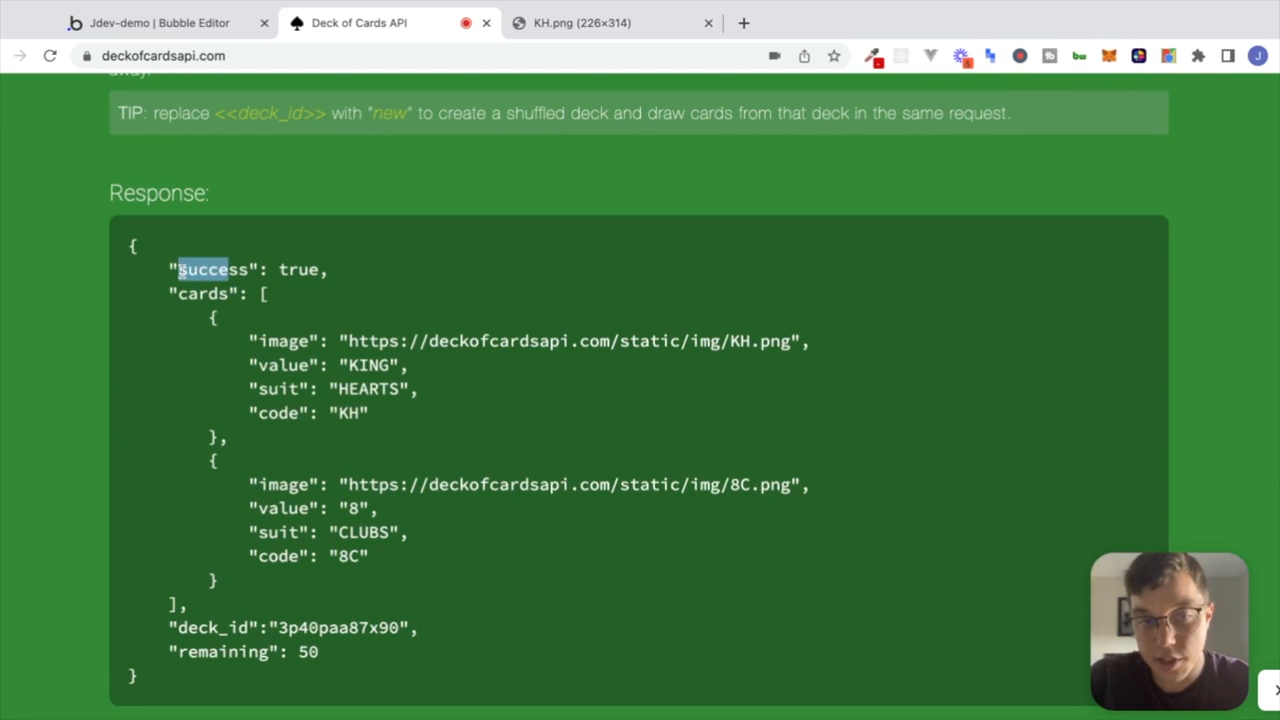 Jdev-demo | Bubble Editor
Deck of Cards API
KH.png (226×314)
deckofcardsapi.com
away.
TIP: replace <<deck_id>> with "new" to create a shuffled deck and draw cards from that deck in the same request.
Response:
{
"success": true,
"cards": [
{
"image": "https://deckofcardsapi.com/static/img/KH.png",
"value": "KING",
"suit": "HEARTS",
"code": "KH"
},
{
"image": "https://deckofcardsapi.com/static/img/8C.png",
"value": "8",
"suit": "CLUBS",
"code": "8C"
}
],
"deck_id":"3p40paa87x90",
"remaining": 50
}